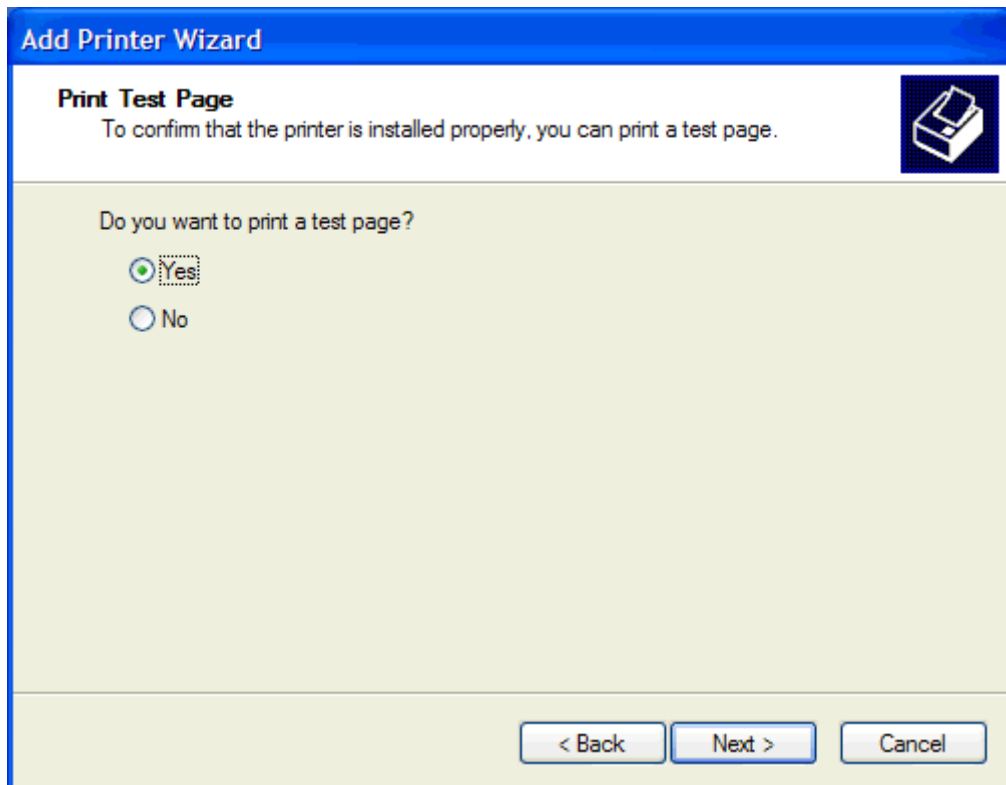 Add Printer Wizard
Print Test Page
To confirm that the printer is installed properly, you can print a test page.
Do you want to print a test page?
Yes
No
< Back Next > Cancel